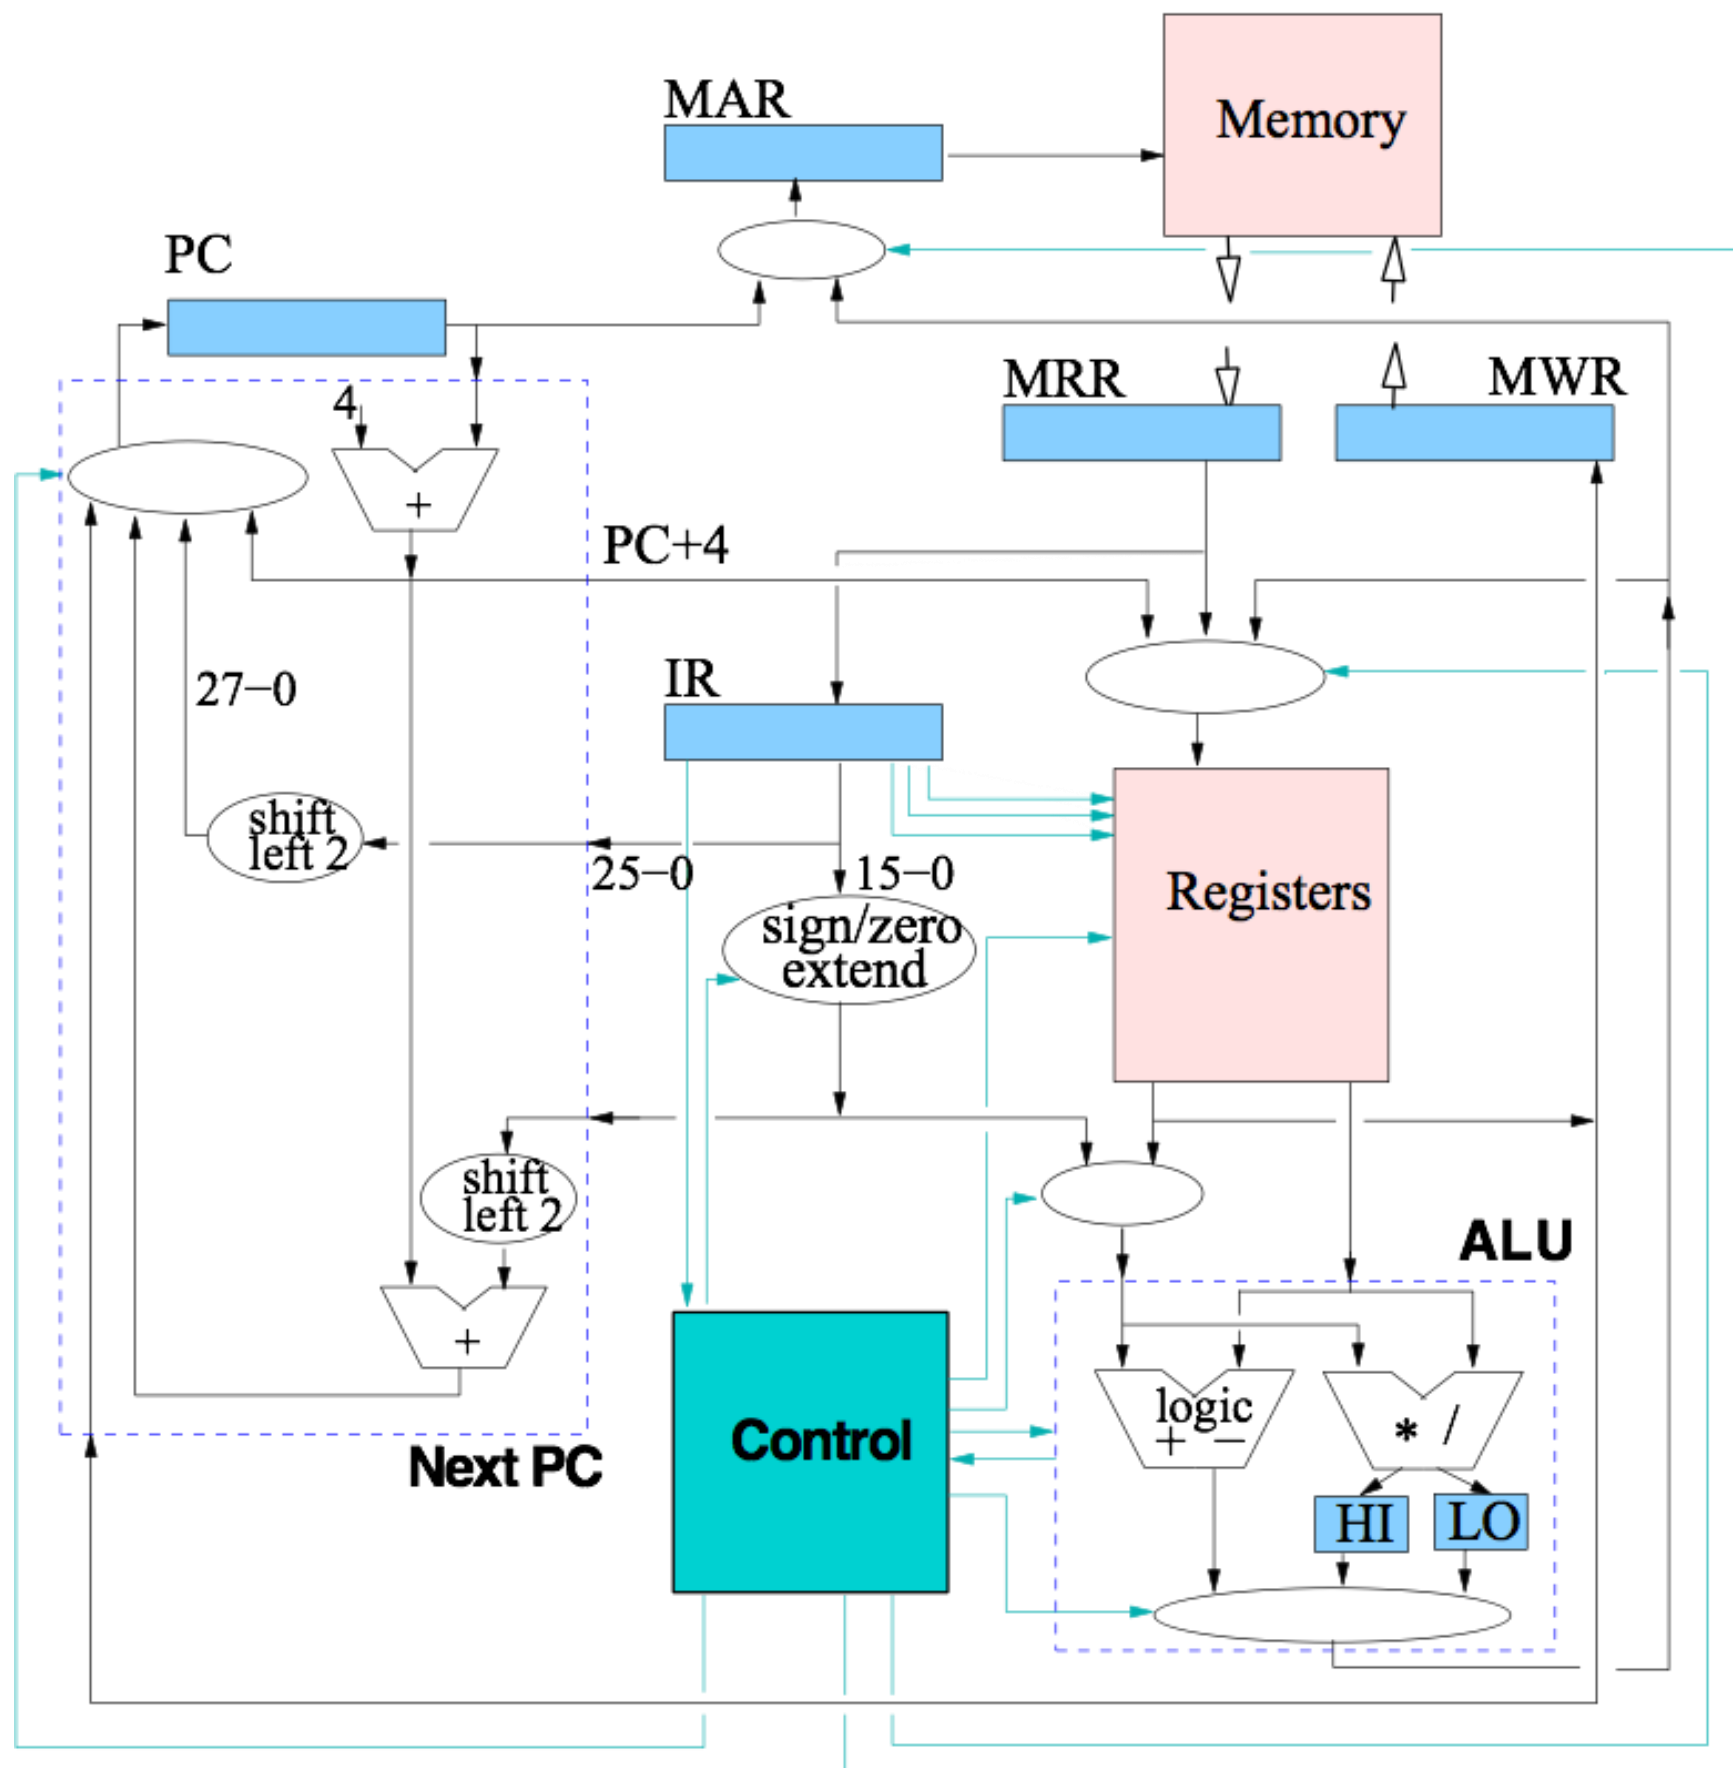 MAR
Memory
PC
MRR
MWR
4
+
PC+4
27−0
IR
shift
left 2
25−0
15−0
sign/zero
extend
Registers
shift
left 2
ALU
+
logic
+ −
* /
Control
Next PC
HI
LO